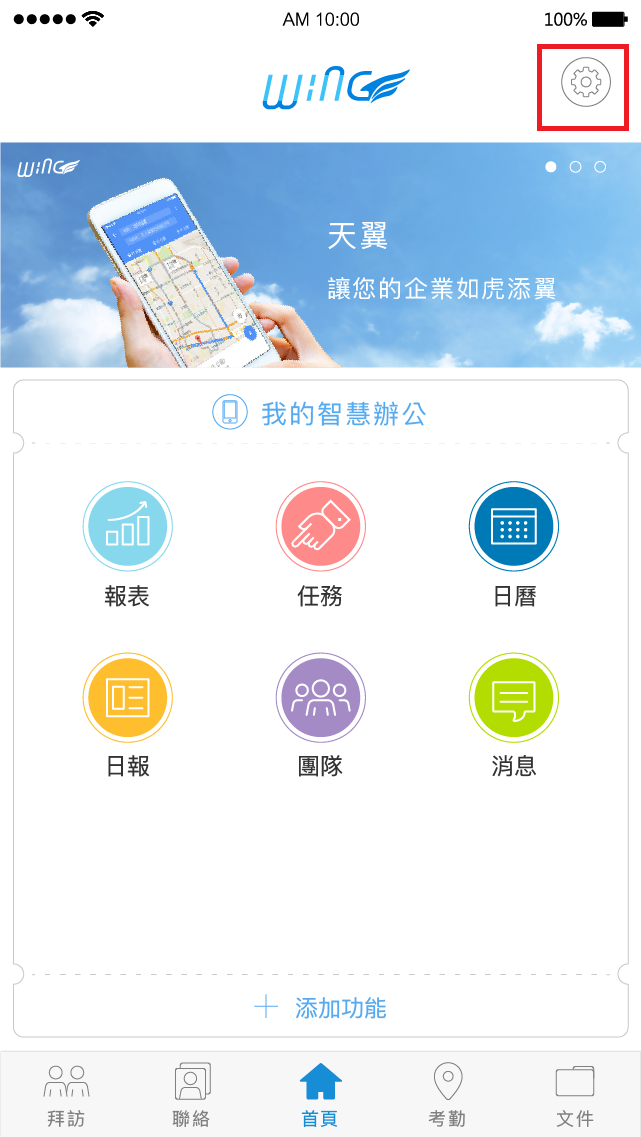 AM 10:00
100%
WING
WING
天翼
讓您的企業如虎添翼
我的智慧辦公
報表
任務
日曆
日報
團隊
消息
添加功能
拜訪
聯絡
首頁
考勤
文件